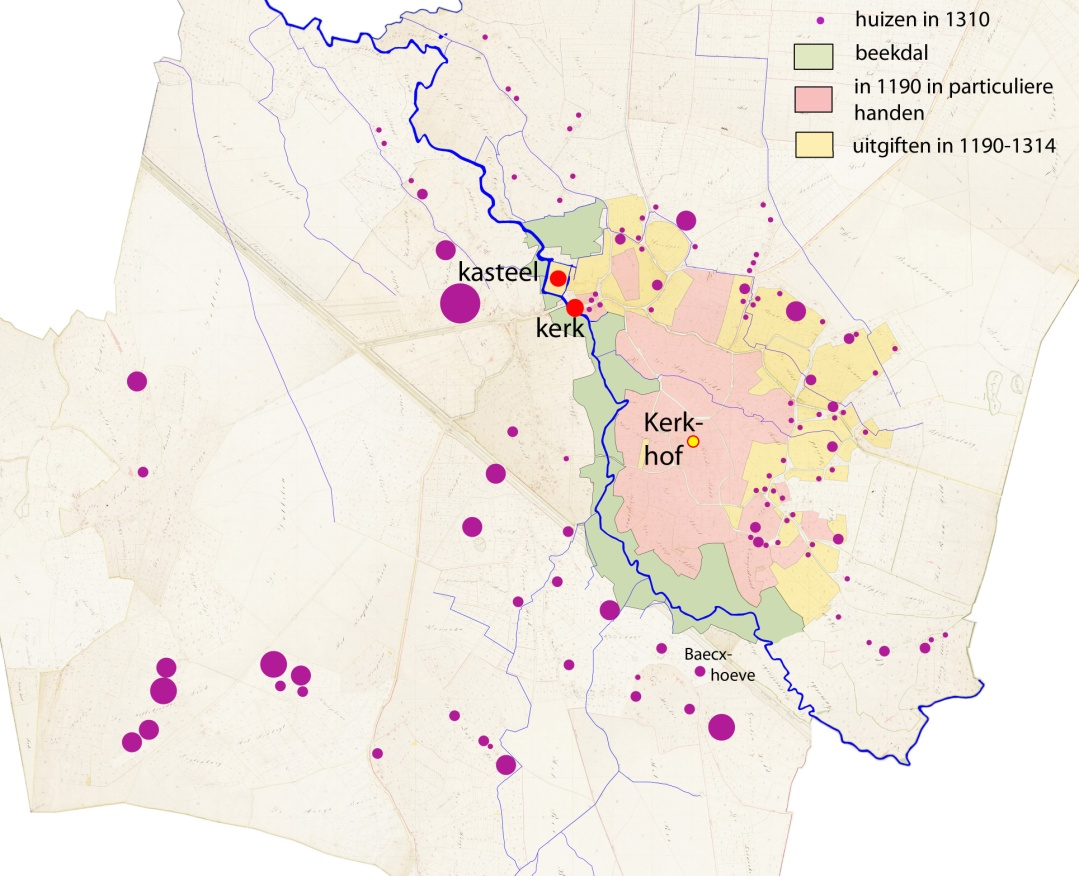 huizen in 1310
beekdal
in 1190 in particuliere
handen
uitgiften in 1190-1314
kasteel
kerk
Kerk-
hof
Baecx-
hoeve